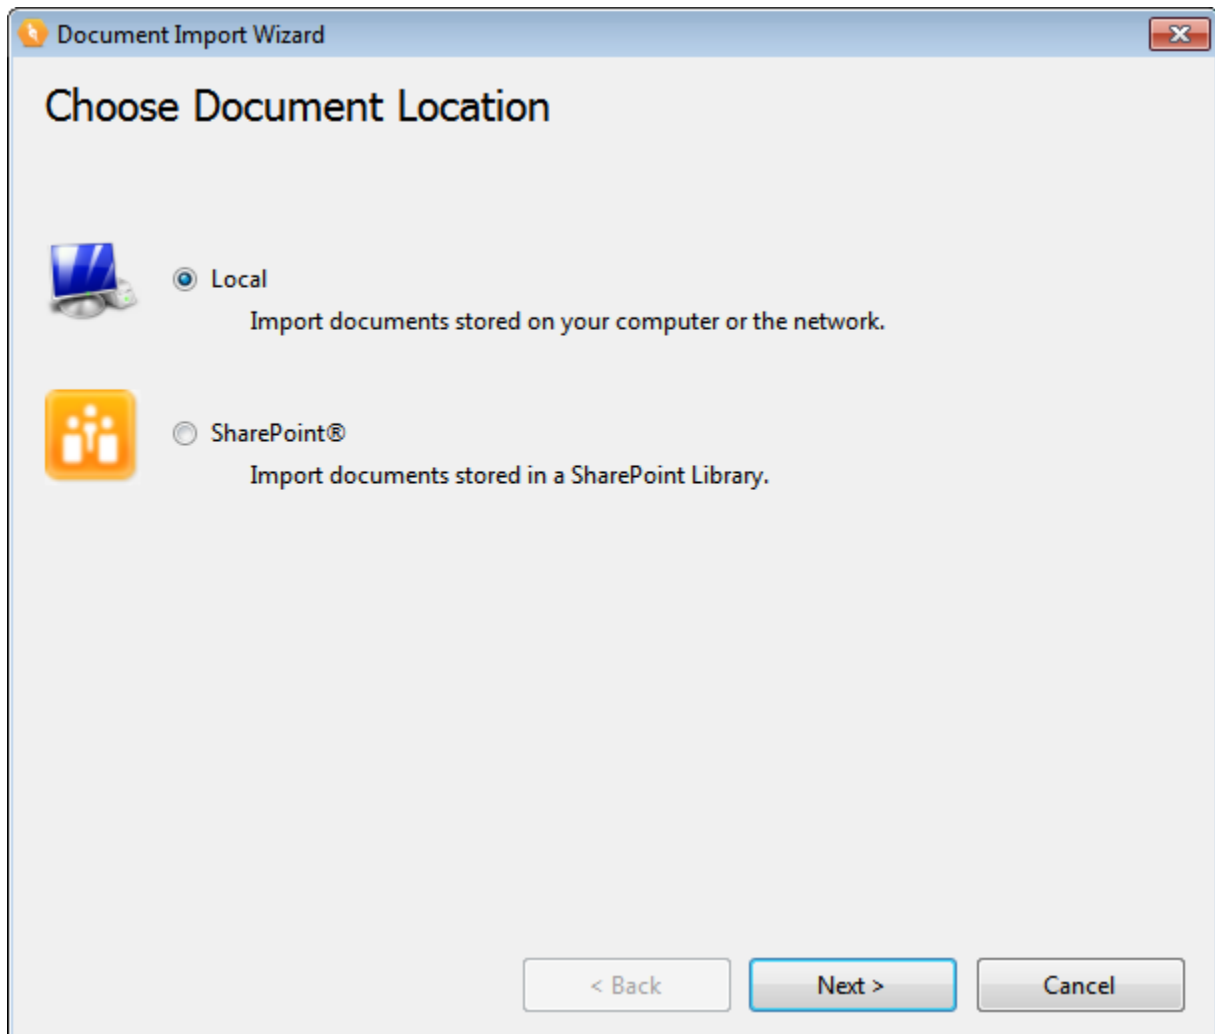 Document Import Wizard
Choose Document Location
Local
Import documents stored on your computer or the network.
SharePoint®
Import documents stored in a SharePoint Library.
< Back
Next >
Cancel